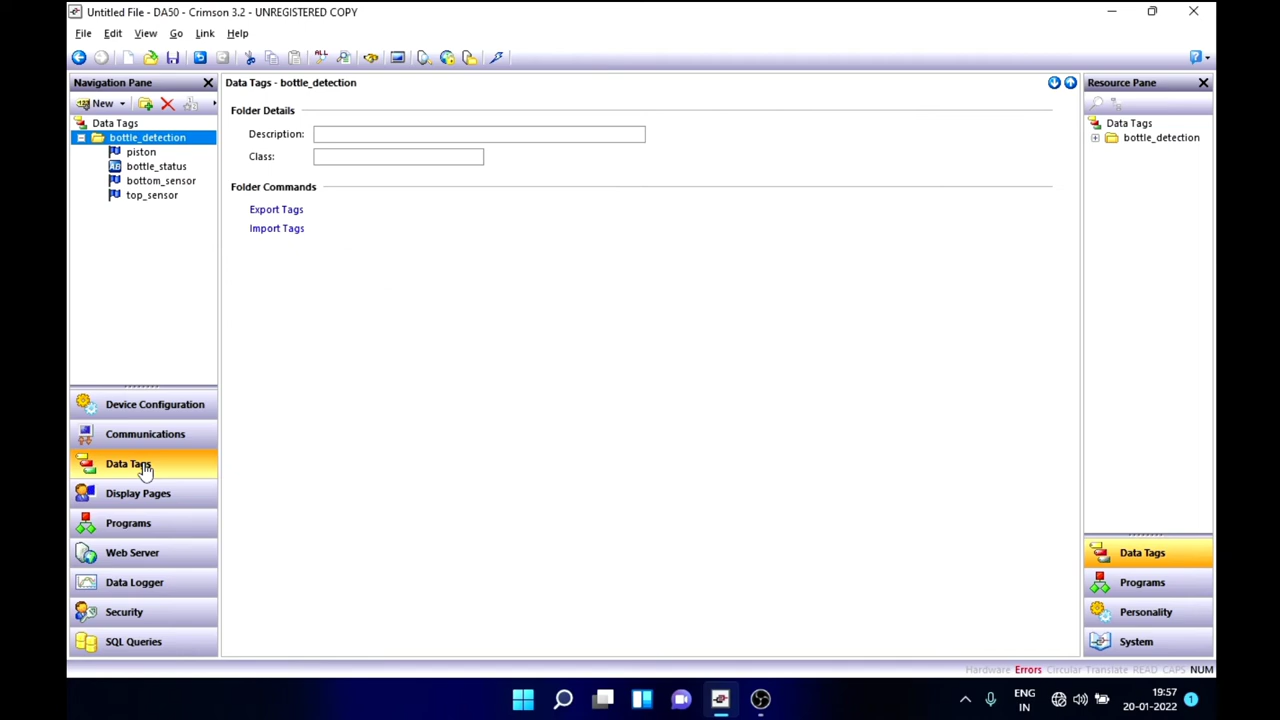 Untitled File - DA50 - Crimson 3.2 - UNREGISTERED COPY
File Edit View Go Link Help
ALL
Navigation Pane
New
Data Tags
bottle_detection
piston
AB bottle_status
bottom_sensor
top_sensor
Device Configuration
Communications
Data Tags
Display Pages
Programs
Web Server
Data Logger
Security
SQL Queries
Data Tags - bottle_detection
Folder Details
Description:
Class:
Folder Commands
Export Tags
Import Tags
Resource Pane
Data Tags
bottle_detection
Data Tags
Programs
Personality
System
Hardware Errors Circular Translate READ CAPS NUM
ENG
IN
19:57
20-01-2022
1